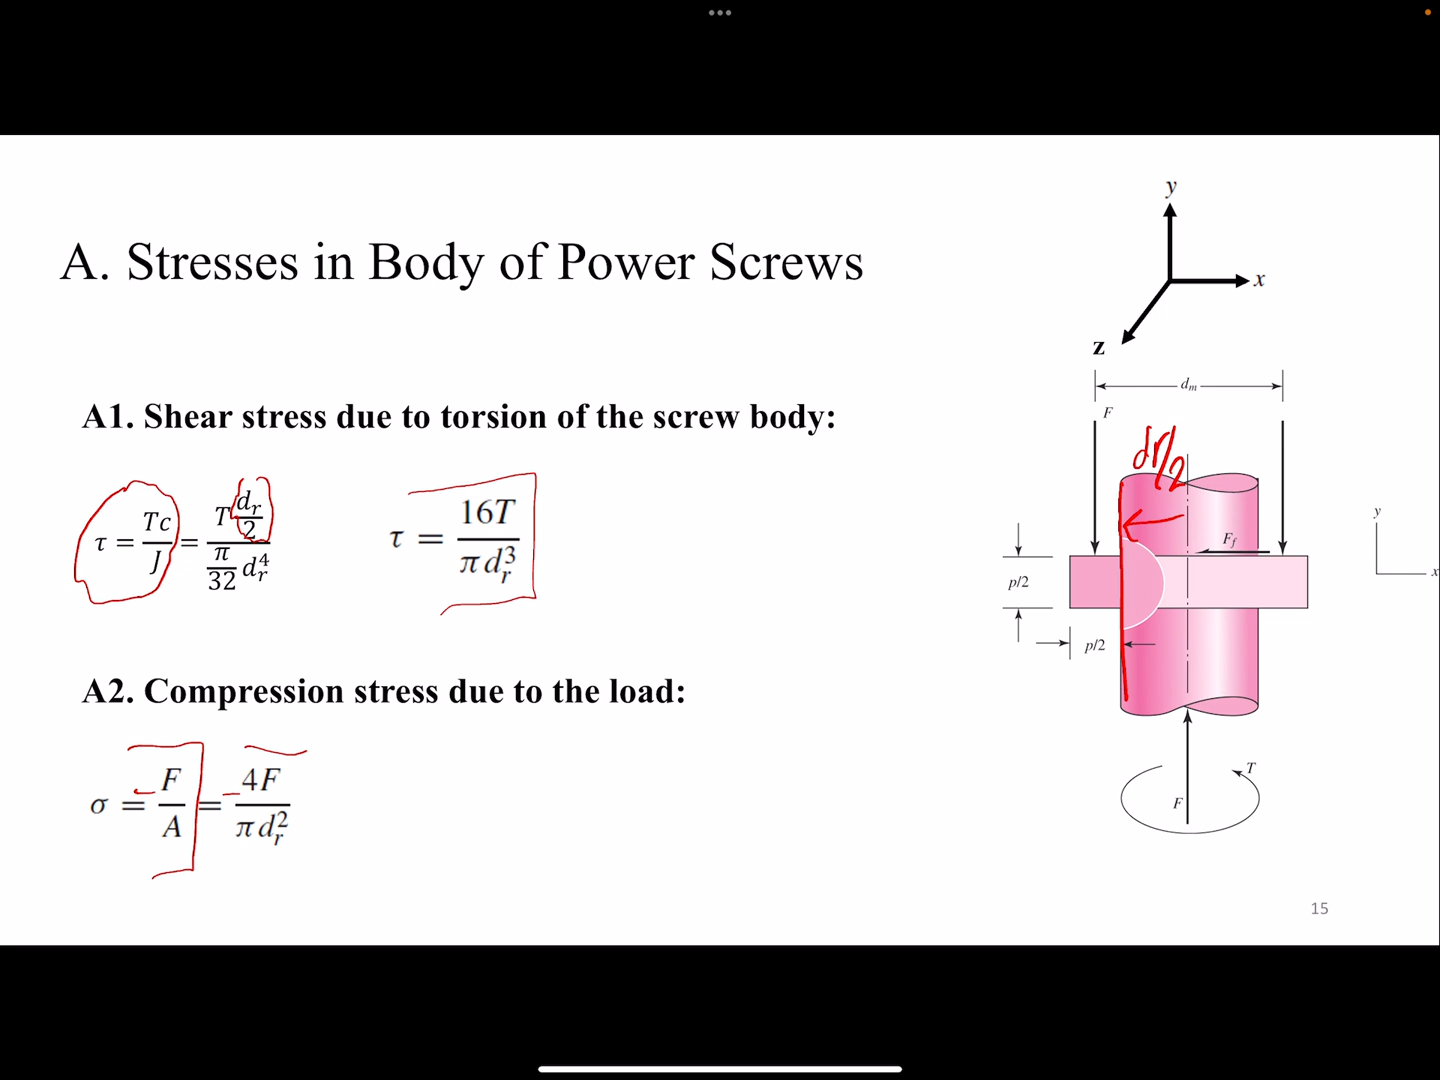 A. Stresses in Body of Power Screws
y
x
z
A1. Shear stress due to torsion of the screw body:
τ = Tc/J = T(d_r/2) / (π/32 d_r^4)
τ = 16T / π d_r^3
A2. Compression stress due to the load:
σ = - F/A = - 4F / π d_r^2
d_m
F
dr/2
F_f
y
x
p/2
p/2
T
F
15